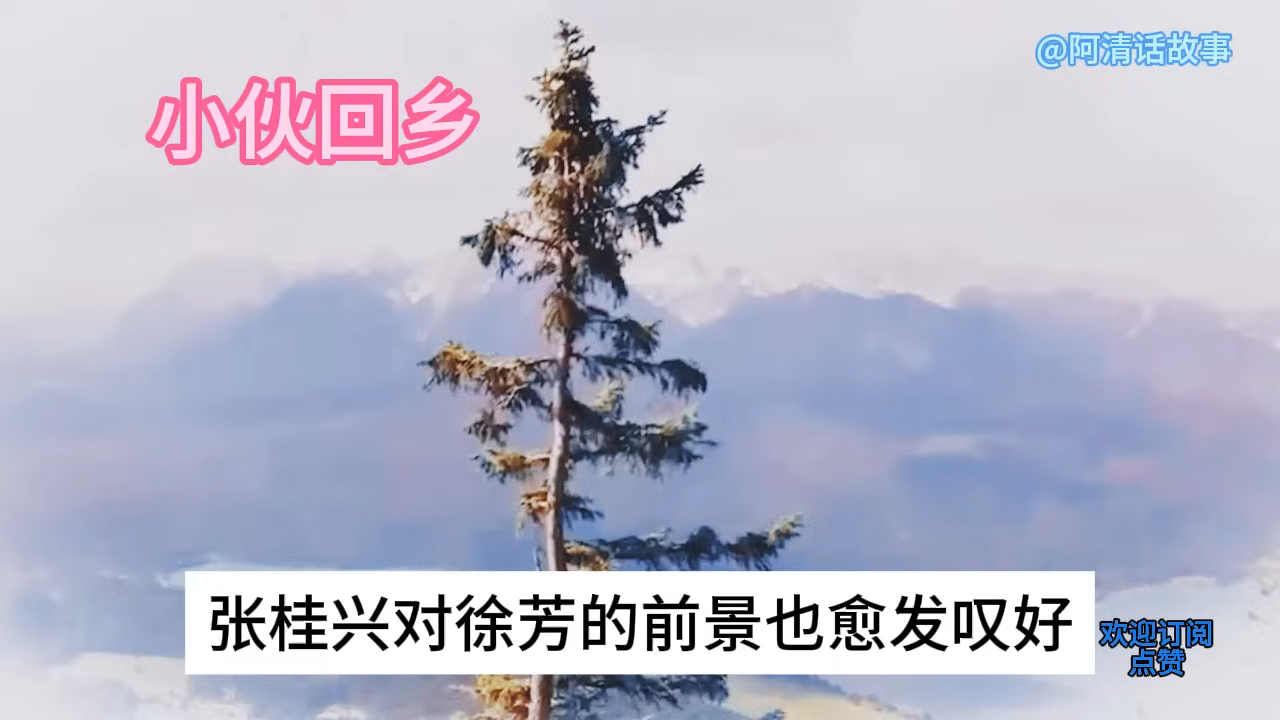 @阿清话故事
小伙回乡
张桂兴对徐芳的前景也愈发叹好
欢迎订阅
点赞